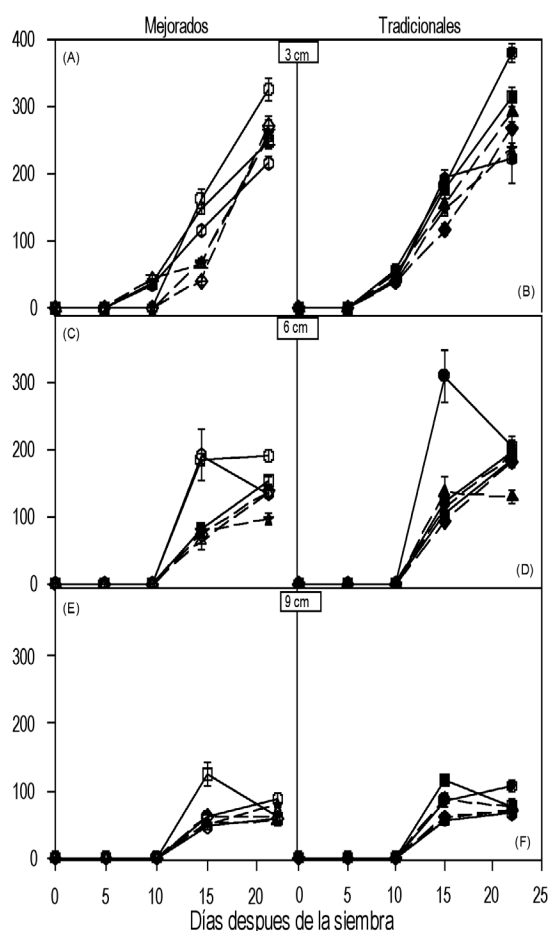 Mejorados Tradicionales
400 (A) 3 cm
300
200
100
0 (B)
(C) 6 cm
300
200
100
0 (D)
(E) 9 cm
300
200
100
0 (F)
0 5 10 15 20 0 5 10 15 20 25
Días despues de la siembra